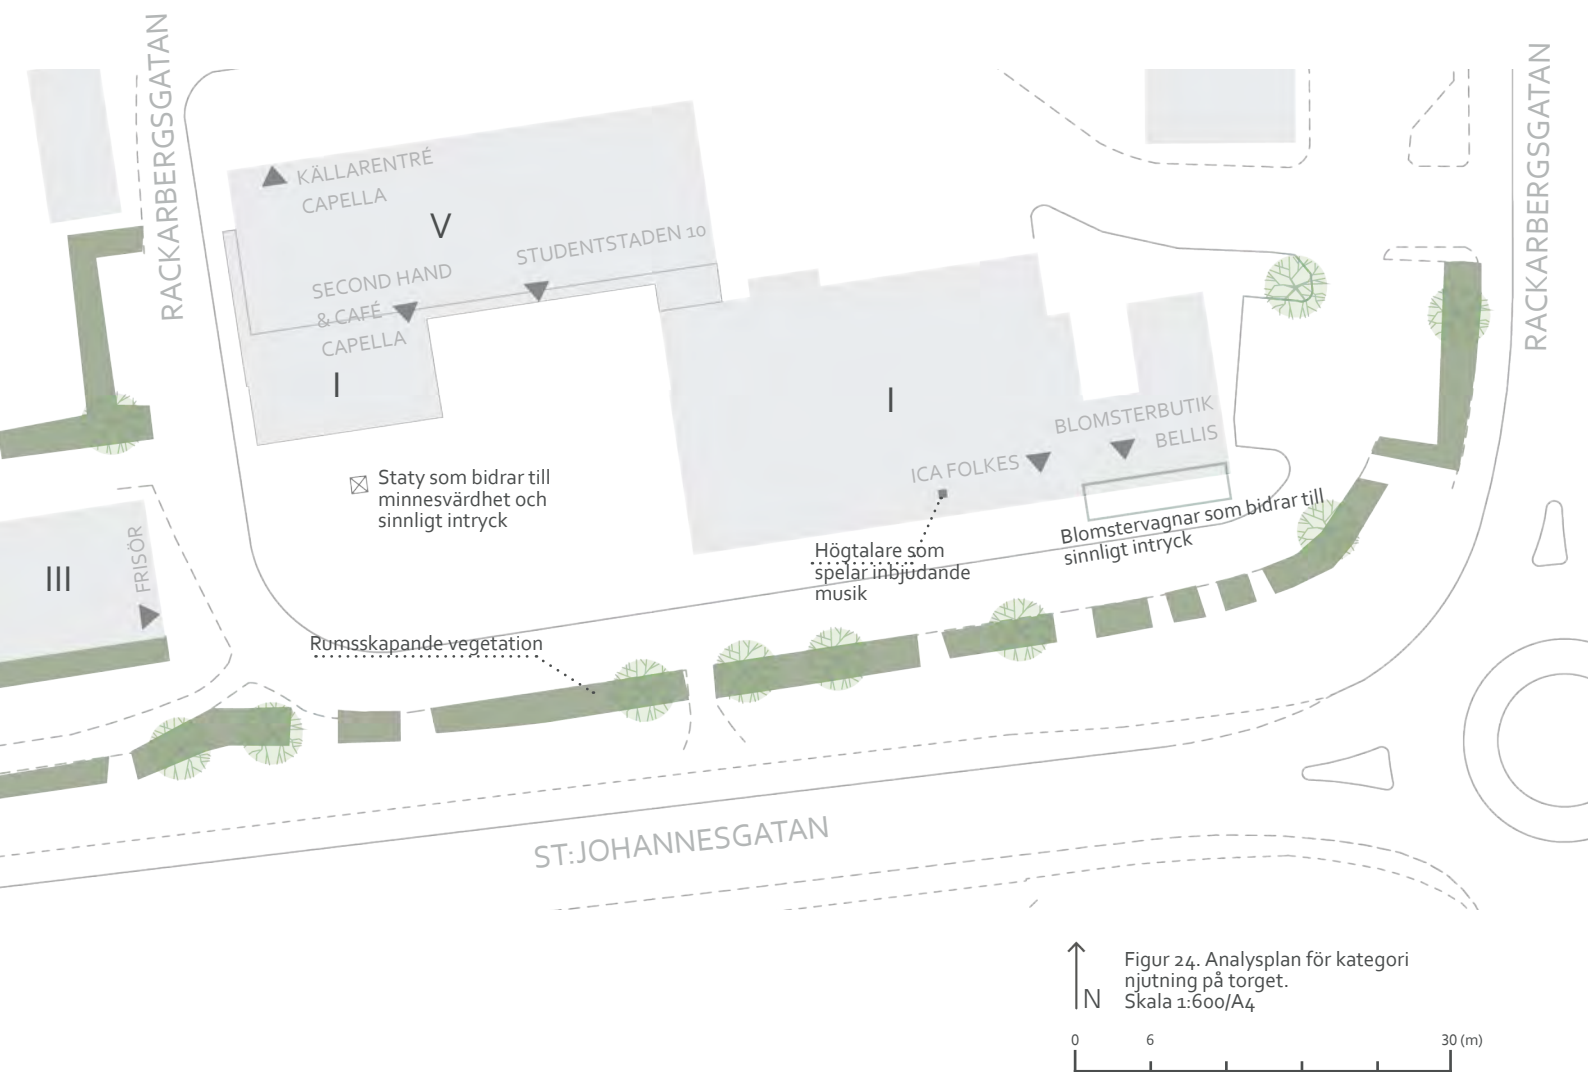 RACKARBERGSGATAN
RACKARBERGSGATAN
KÄLLARENTRÉ
CAPELLA
V
STUDENTSTADEN 10
SECOND HAND
& CAFÉ
CAPELLA
I
I
BLOMSTERBUTIK
BELLIS
ICA FOLKES
Staty som bidrar till
minnesvärdhet och
sinnligt intryck
Blomstervagnar som bidrar till
sinnligt intryck
Högtalare som
spelar inbjudande
musik
FRISÖR
III
Rumsskapande vegetation
ST:JOHANNESGATAN
N
Figur 24. Analysplan för kategori
njutning på torget.
Skala 1:600/A4
0 6 30 (m)